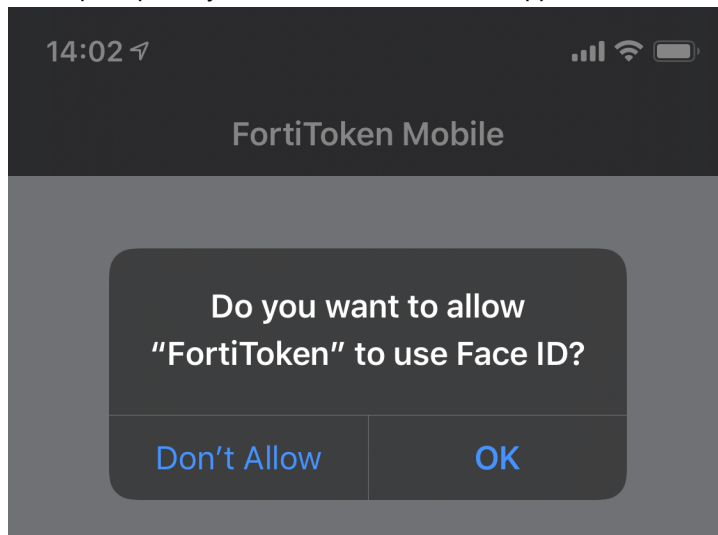 14:02
FortiToken Mobile
Do you want to allow
“FortiToken” to use Face ID?
Don’t Allow
OK